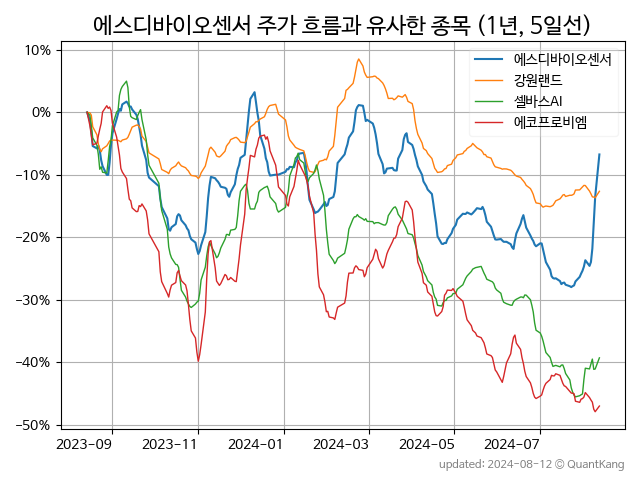 에스디바이오센서 주가 흐름과 유사한 종목 (1년, 5일선)
에스디바이오센서
강원랜드
셀바스AI
에코프로비엠
10%
0%
−10%
−20%
−30%
−40%
−50%
2023-09 2023-11 2024-01 2024-03 2024-05 2024-07
updated: 2024-08-12 © QuantKang